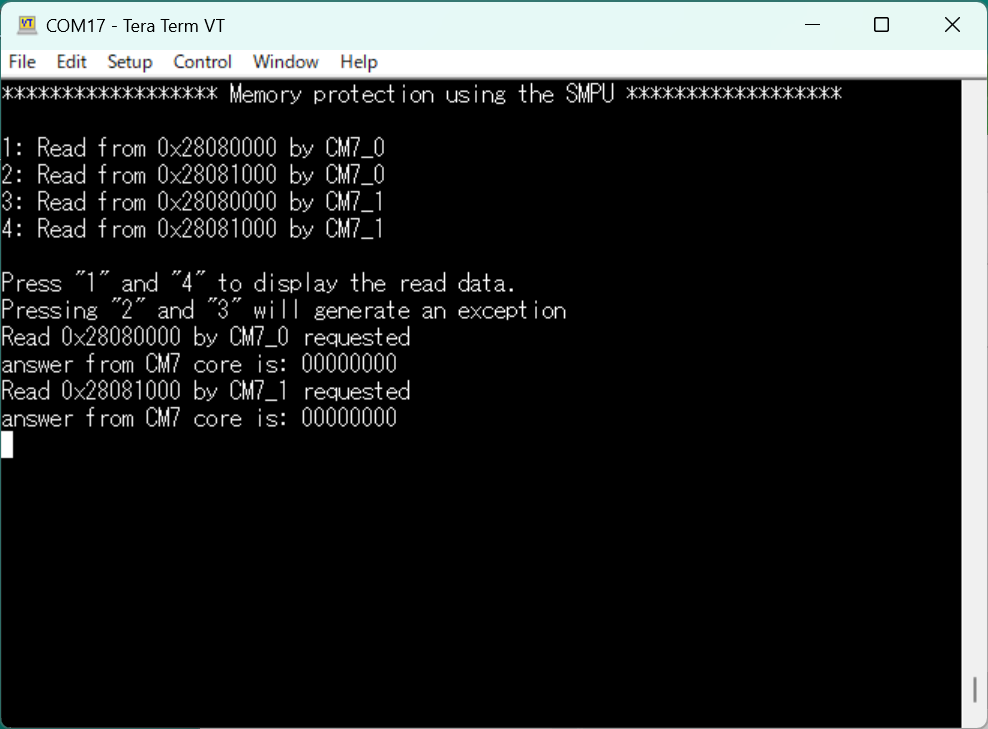 COM17 - Tera Term VT
File Edit Setup Control Window Help
****************** Memory protection using the SMPU ******************
1: Read from 0x28080000 by CM7_0
2: Read from 0x28081000 by CM7_0
3: Read from 0x28080000 by CM7_1
4: Read from 0x28081000 by CM7_1
Press "1" and "4" to display the read data.
Pressing "2" and "3" will generate an exception
Read 0x28080000 by CM7_0 requested
answer from CM7 core is: 00000000
Read 0x28081000 by CM7_1 requested
answer from CM7 core is: 00000000